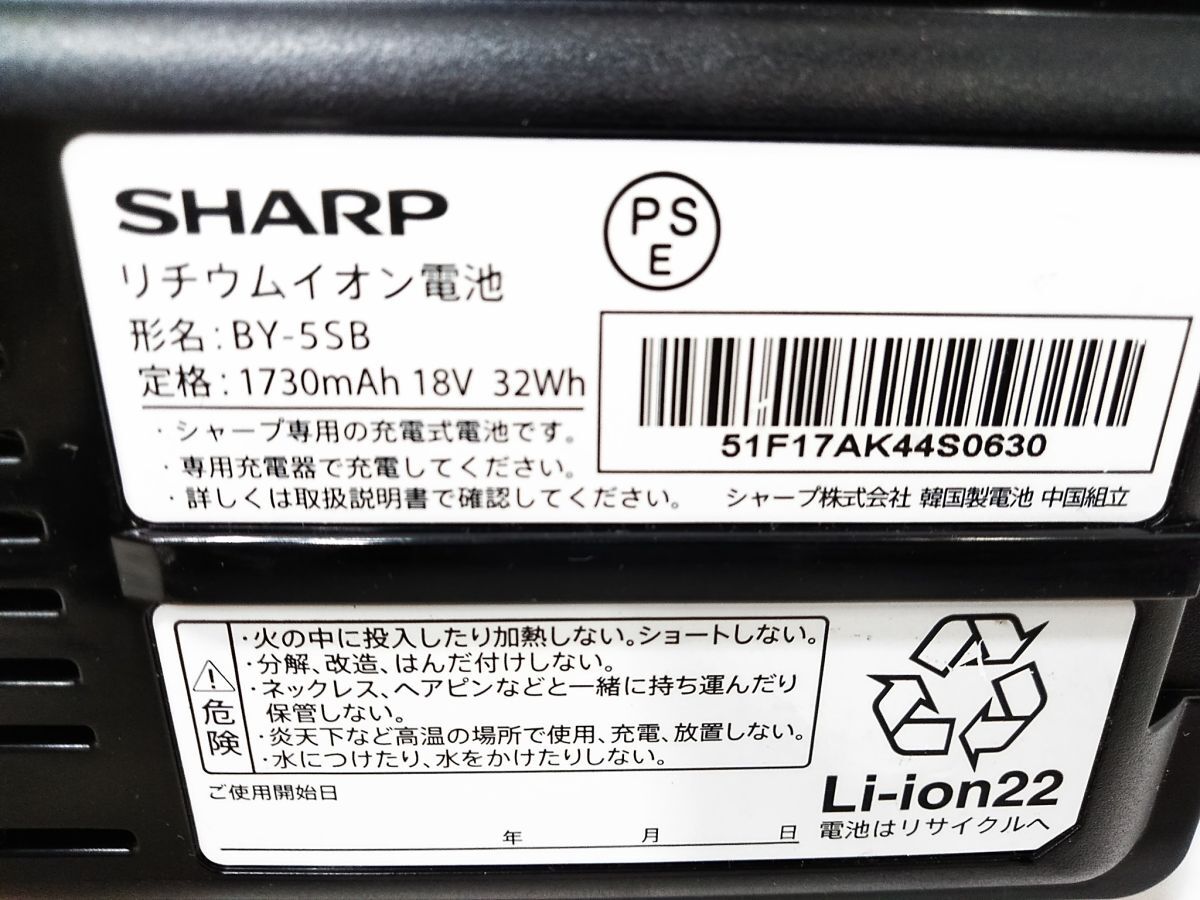 SHARP
PS
E
リチウムイオン電池
形名:BY-5SB
定格:1730mAh 18V 32Wh
・シャープ専用の充電式電池です。
・専用充電器で充電してください。
・詳しくは取扱説明書で確認してください。
51F17AK44S0630
シャープ株式会社 韓国製電池 中国組立
危険
・火の中に投入したり加熱しない。ショートしない。
・分解、改造、はんだ付けしない。
・ネックレス、ヘアピンなどと一緒に持ち運んだり
保管しない。
・炎天下など高温の場所で使用、充電、放置しない。
・水につけたり、水をかけたりしない。
ご使用開始日
年 月 日
Li-ion22
電池はリサイクルへ